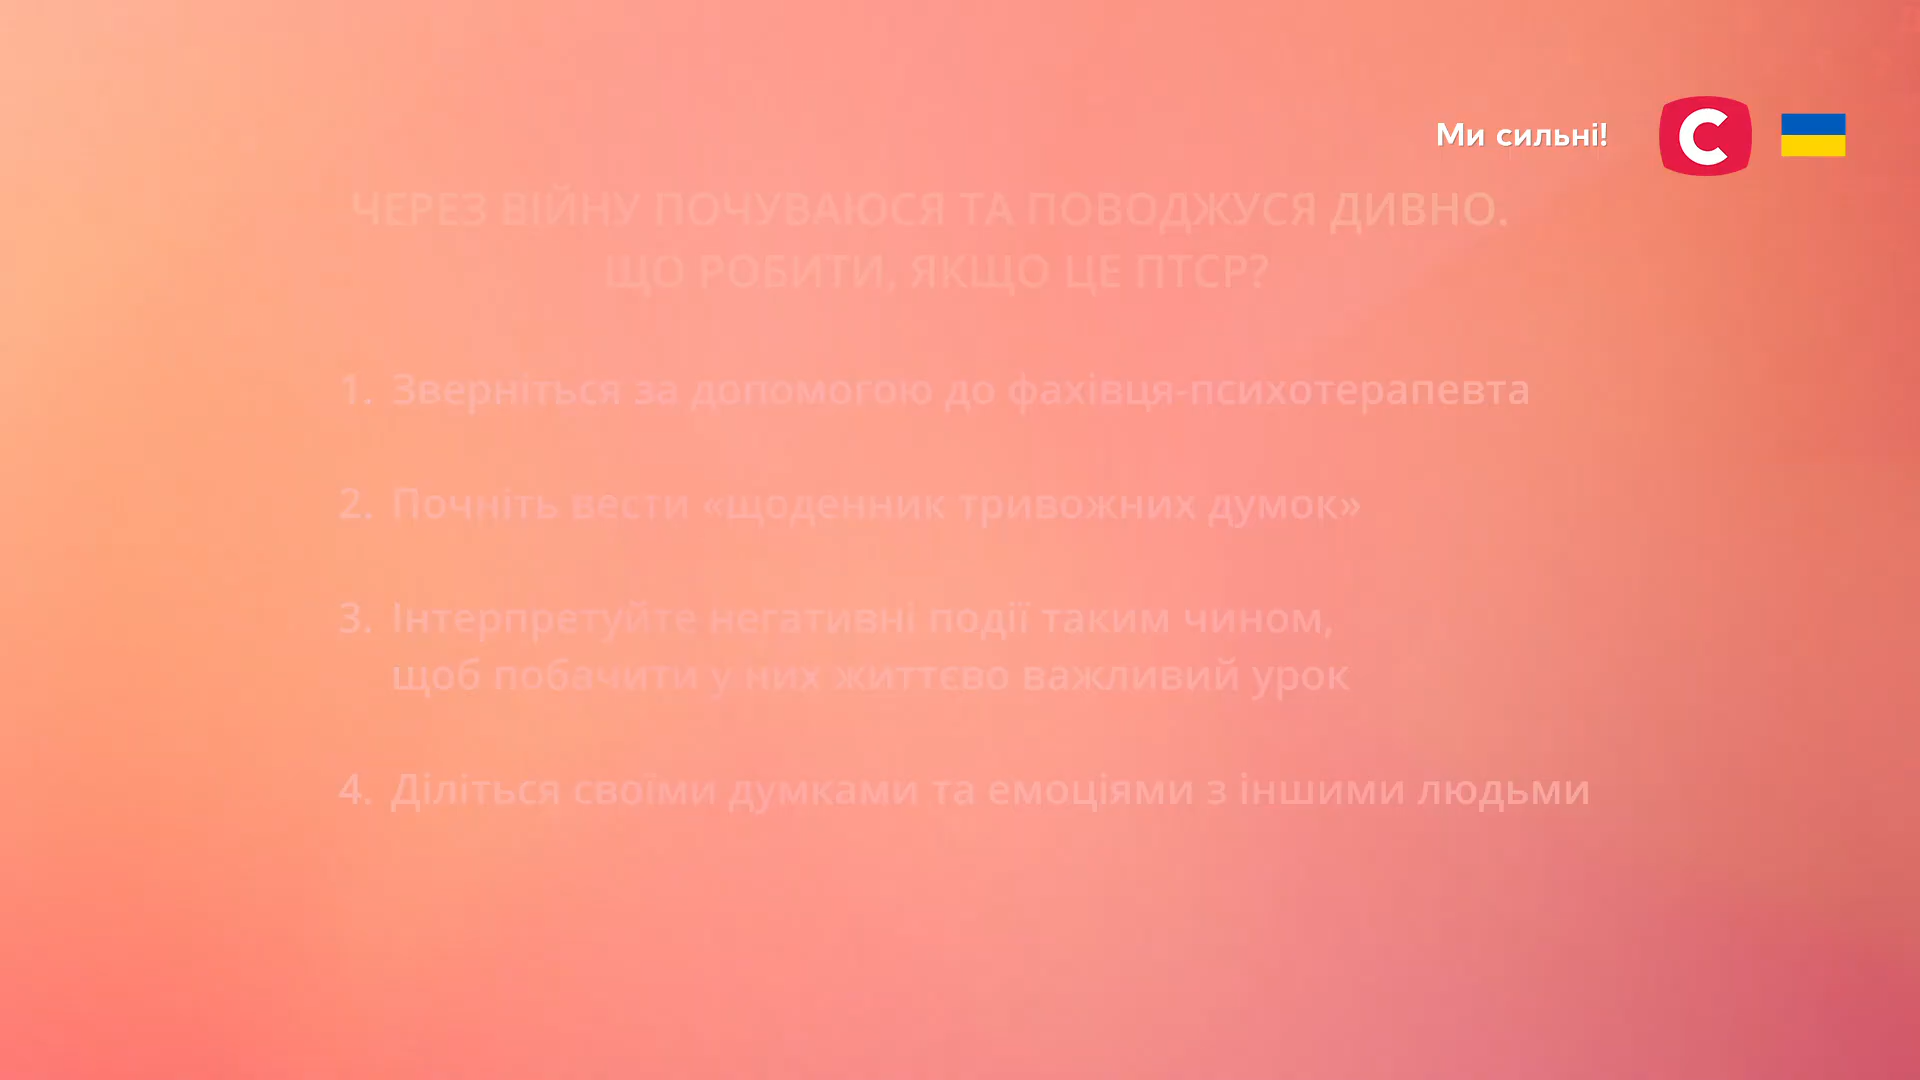 Ми сильні!
ЧЕРЕЗ ВІЙНУ ПОЧУВАЮСЯ ТА ПОВОДЖУСЯ ДИВНО.
ЩО РОБИТИ, ЯКЩО ЦЕ ПТСР?
1. Зверніться за допомогою до фахівця-психотерапевта
2. Почніть вести «щоденник тривожних думок»
3. Інтерпретуйте негативні події таким чином,
щоб побачити у них життєво важливий урок
4. Діліться своїми думками та емоціями з іншими людьми